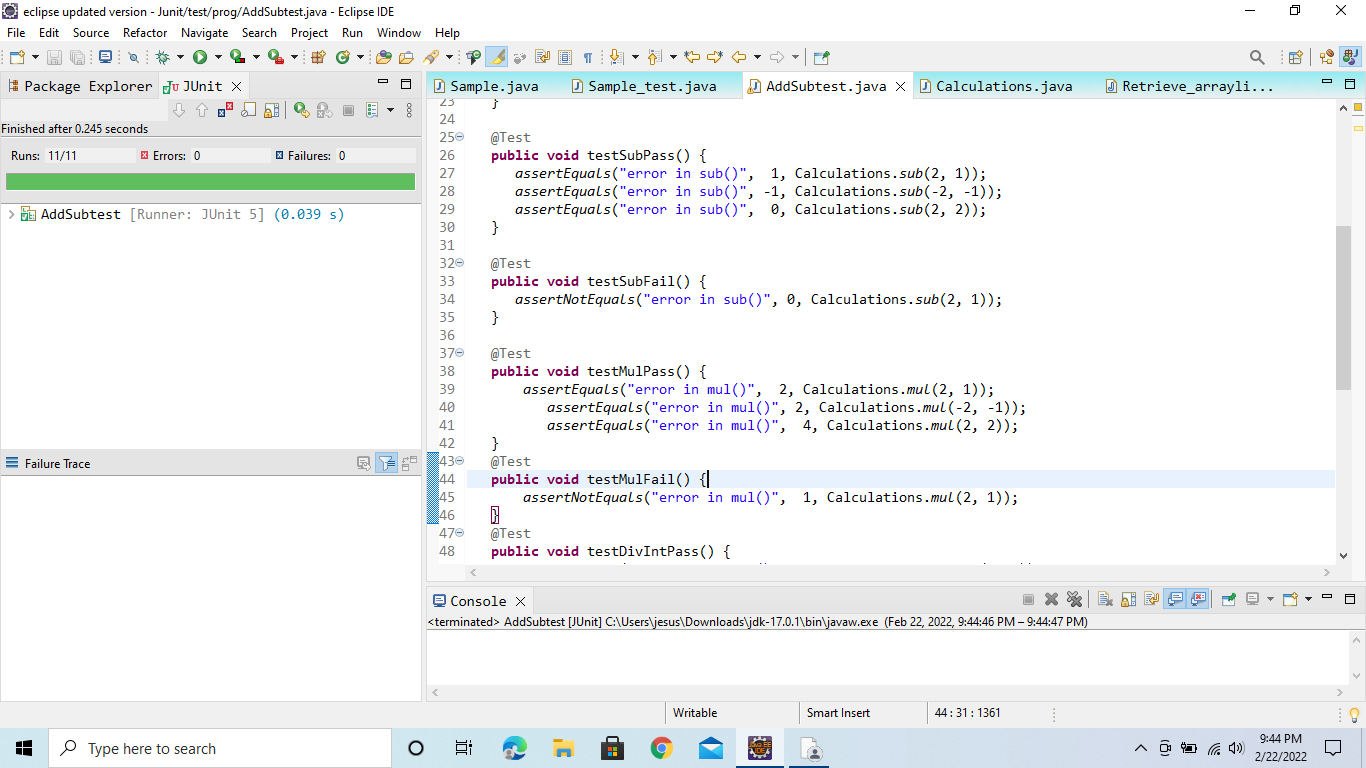 eclipse updated version - Junit/test/prog/AddSubtest.java - Eclipse IDE
File Edit Source Refactor Navigate Search Project Run Window Help
Package Explorer JUnit
Finished after 0.245 seconds
Runs: 11/11 Errors: 0 Failures: 0
AddSubtest [Runner: JUnit 5] (0.039 s)
Failure Trace
Sample.java Sample_test.java AddSubtest.java Calculations.java Retrieve_arrayli...
23 }
24
25 @Test
26 public void testSubPass() {
27 assertEquals("error in sub()",  1, Calculations.sub(2, 1));
28 assertEquals("error in sub()", -1, Calculations.sub(-2, -1));
29 assertEquals("error in sub()",  0, Calculations.sub(2, 2));
30 }
31
32 @Test
33 public void testSubFail() {
34 assertNotEquals("error in sub()", 0, Calculations.sub(2, 1));
35 }
36
37 @Test
38 public void testMulPass() {
39 assertEquals("error in mul()",  2, Calculations.mul(2, 1));
40 assertEquals("error in mul()", 2, Calculations.mul(-2, -1));
41 assertEquals("error in mul()",  4, Calculations.mul(2, 2));
42 }
43 @Test
44 public void testMulFail() {
45 assertNotEquals("error in mul()",  1, Calculations.mul(2, 1));
46 }
47 @Test
48 public void testDivIntPass() {
Console
<terminated> AddSubtest [JUnit] C:\Users\jesus\Downloads\jdk-17.0.1\bin\javaw.exe (Feb 22, 2022, 9:44:46 PM – 9:44:47 PM)
Writable Smart Insert 44 : 31 : 1361
Type here to search
9:44 PM
2/22/2022